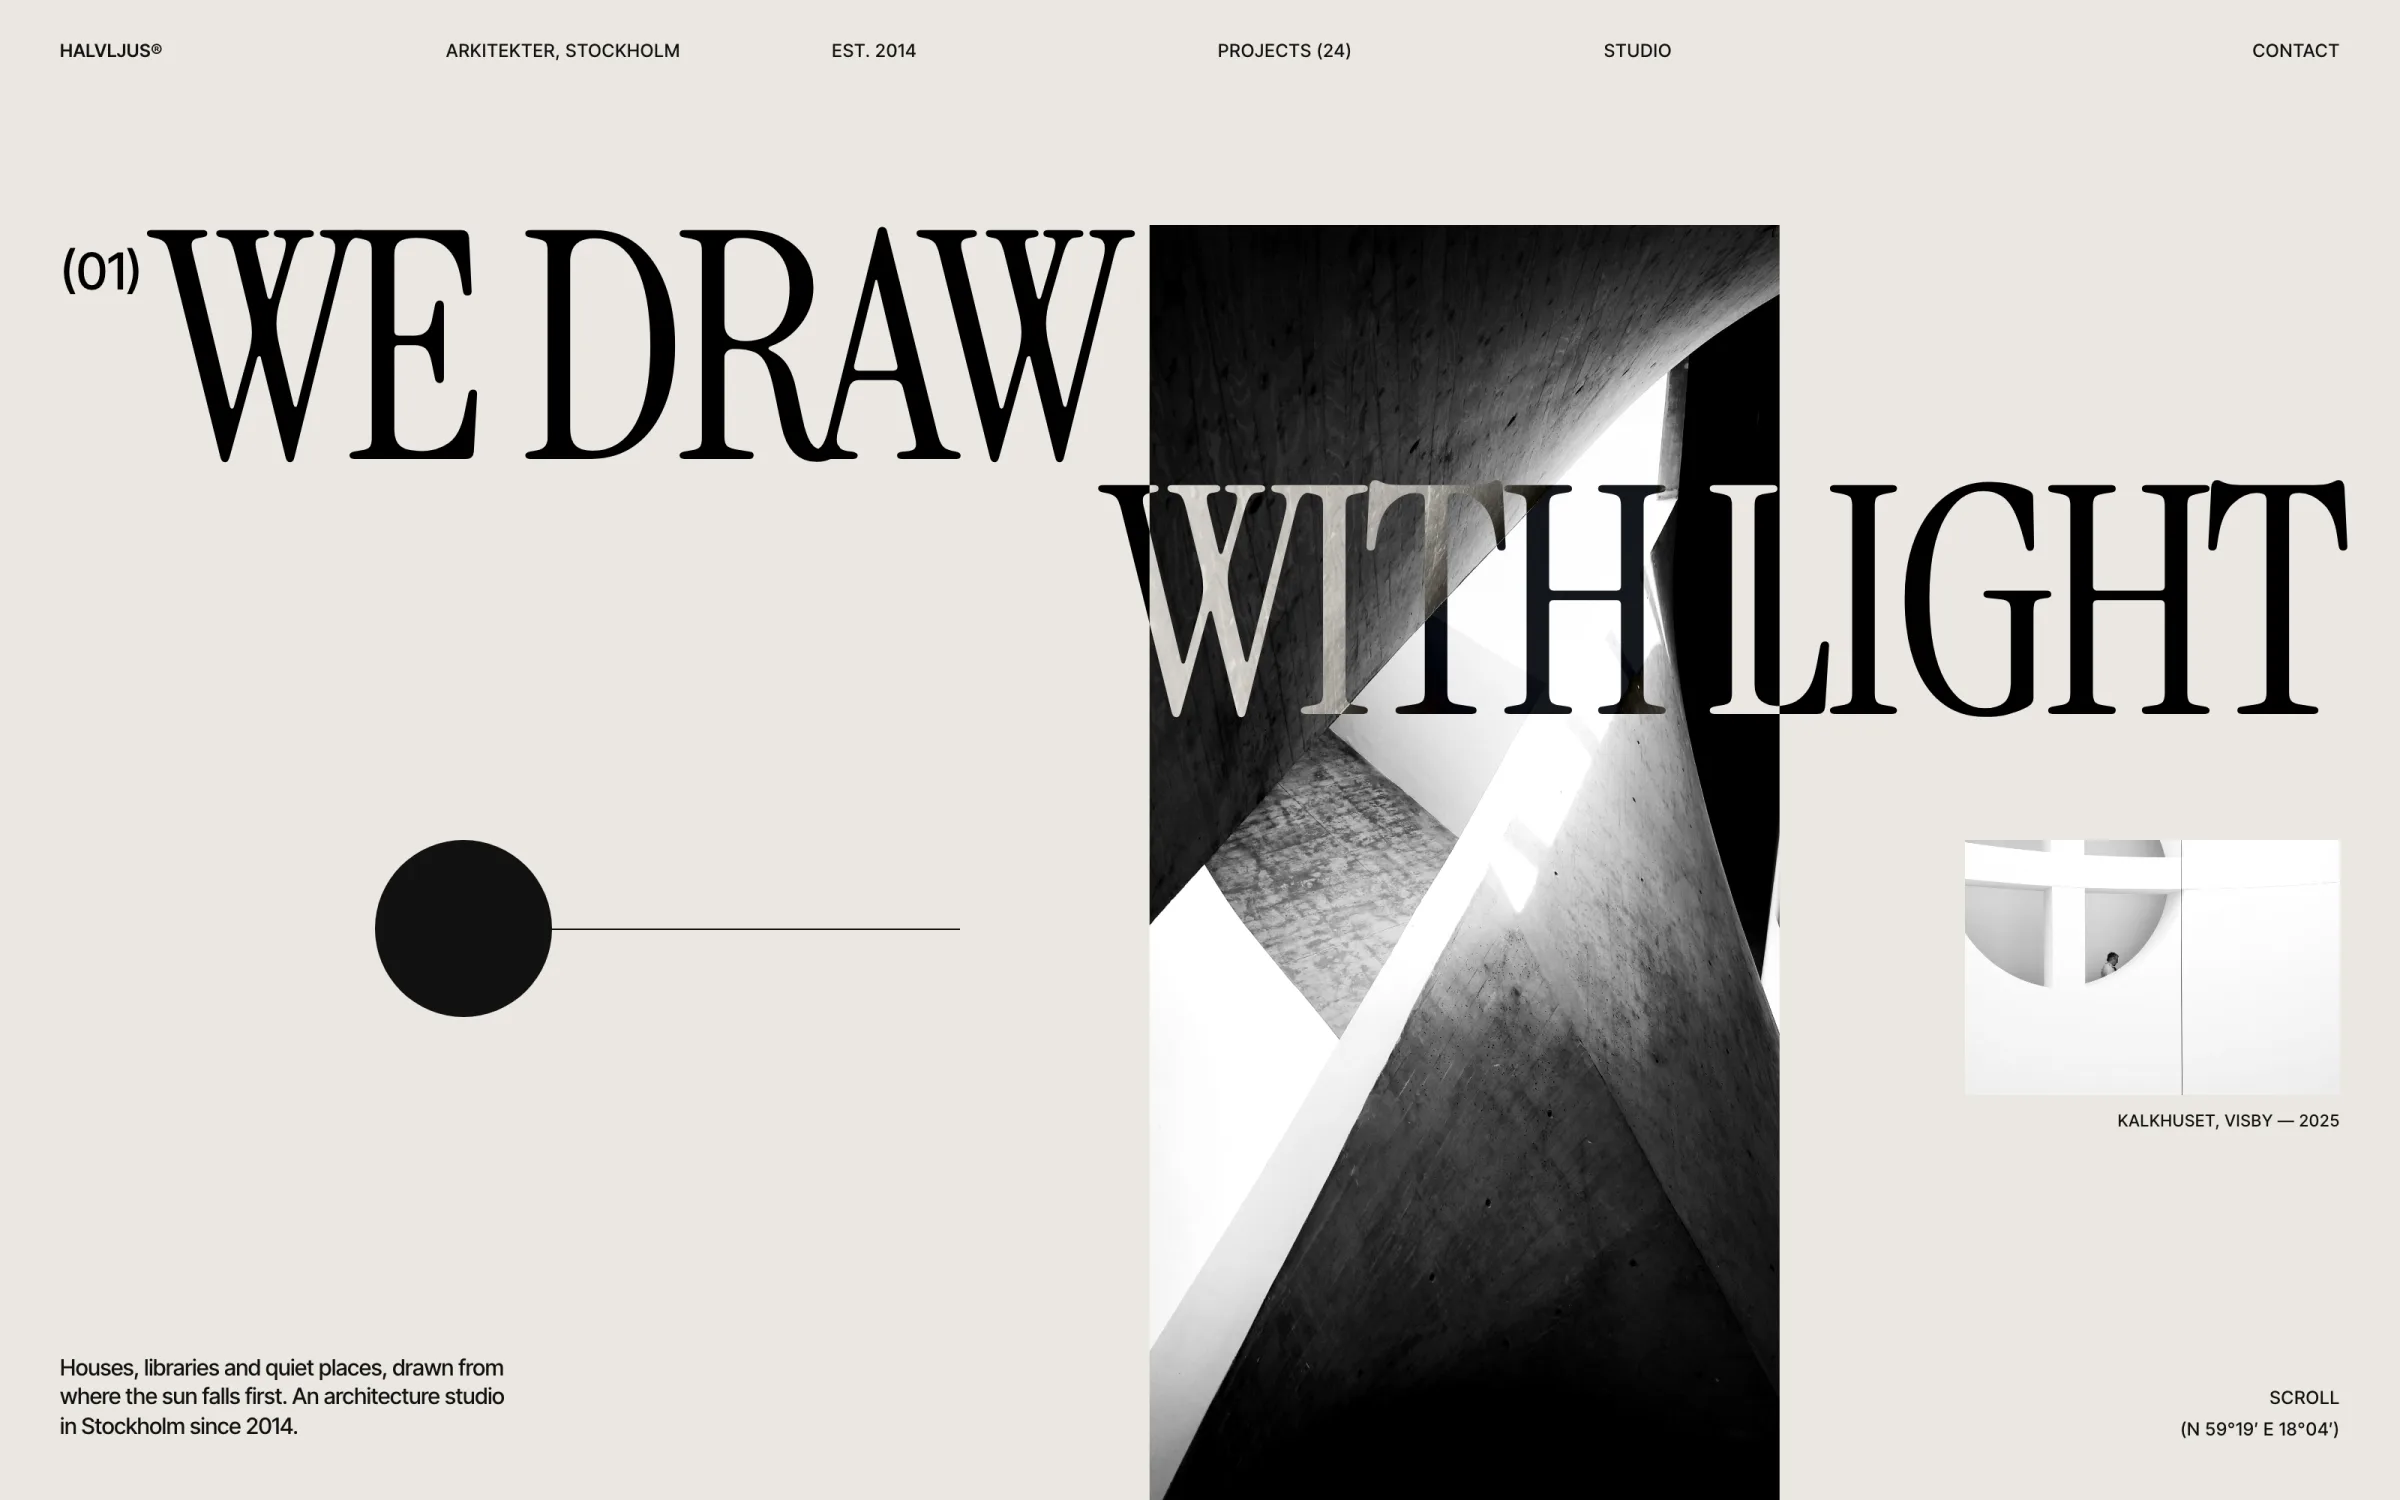 HALVLJUS®
ARKITEKTER, STOCKHOLM
EST. 2014
PROJECTS (24)
STUDIO
CONTACT
(01) WE DRAW
WITH LIGHT
KALKHUSET, VISBY — 2025
Houses, libraries and quiet places, drawn from
where the sun falls first. An architecture studio
in Stockholm since 2014.
SCROLL
(N 59°19′ E 18°04′)